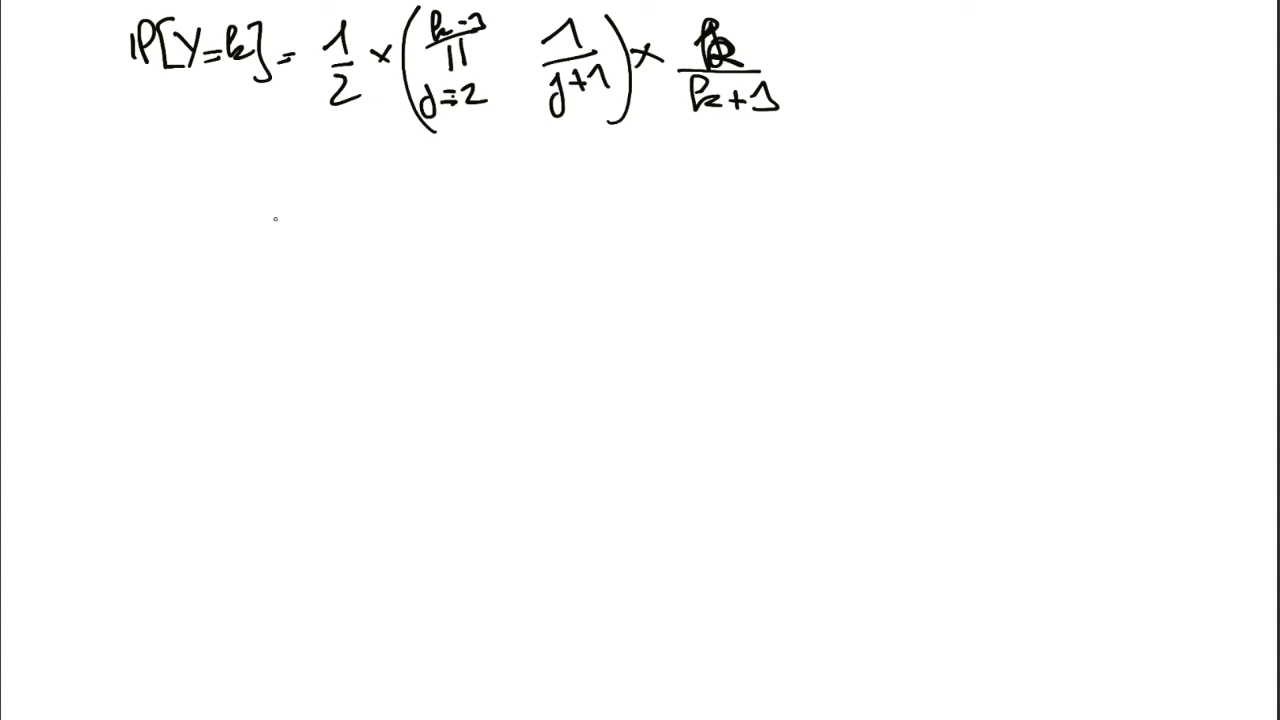 ℙ[Y=k] = 1/2 × (∏_{j=2}^{k-1} 1/(j+1)) × k/(k+1)